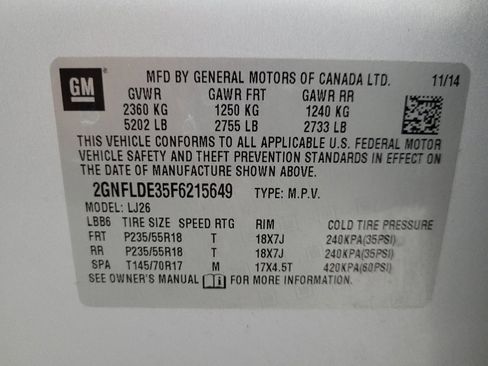 GM
MFD BY GENERAL MOTORS OF CANADA LTD. 11/14
GVWR GAWR FRT GAWR RR
2360 KG 1250 KG 1240 KG
5202 LB 2755 LB 2733 LB
THIS VEHICLE CONFORMS TO ALL APPLICABLE U.S. FEDERAL MOTOR
VEHICLE SAFETY AND THEFT PREVENTION STANDARDS IN EFFECT ON
THE DATE OF MANUFACTURE SHOWN ABOVE.
2GNFLDE35F6215649 TYPE: M.P.V.
MODEL: LJ26
LBB6 TIRE SIZE SPEED RTG RIM COLD TIRE PRESSURE
FRT P235/55R18 T 18X7J 240KPA(35PSI)
RR P235/55R18 T 18X7J 240KPA(35PSI)
SPA T145/70R17 M 17X4.5T 420KPA(60PSI)
SEE OWNER'S MANUAL FOR MORE INFORMATION.